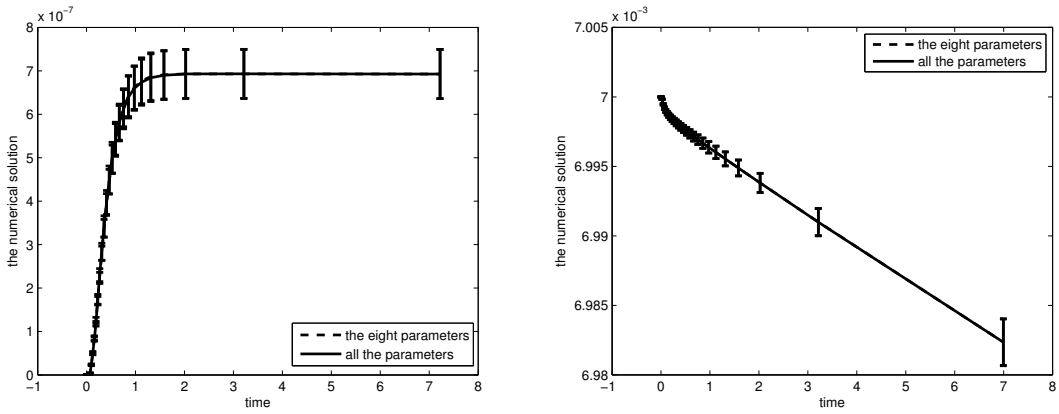 x 10⁻⁷
8
7
6
5
4
3
2
1
0
−1 0 1 2 3 4 5 6 7 8
time
the numerical solution
the eight parameters
all the parameters
x 10⁻³
7.005
7
6.995
6.99
6.985
6.98
−1 0 1 2 3 4 5 6 7 8
time
the numerical solution
the eight parameters
all the parameters